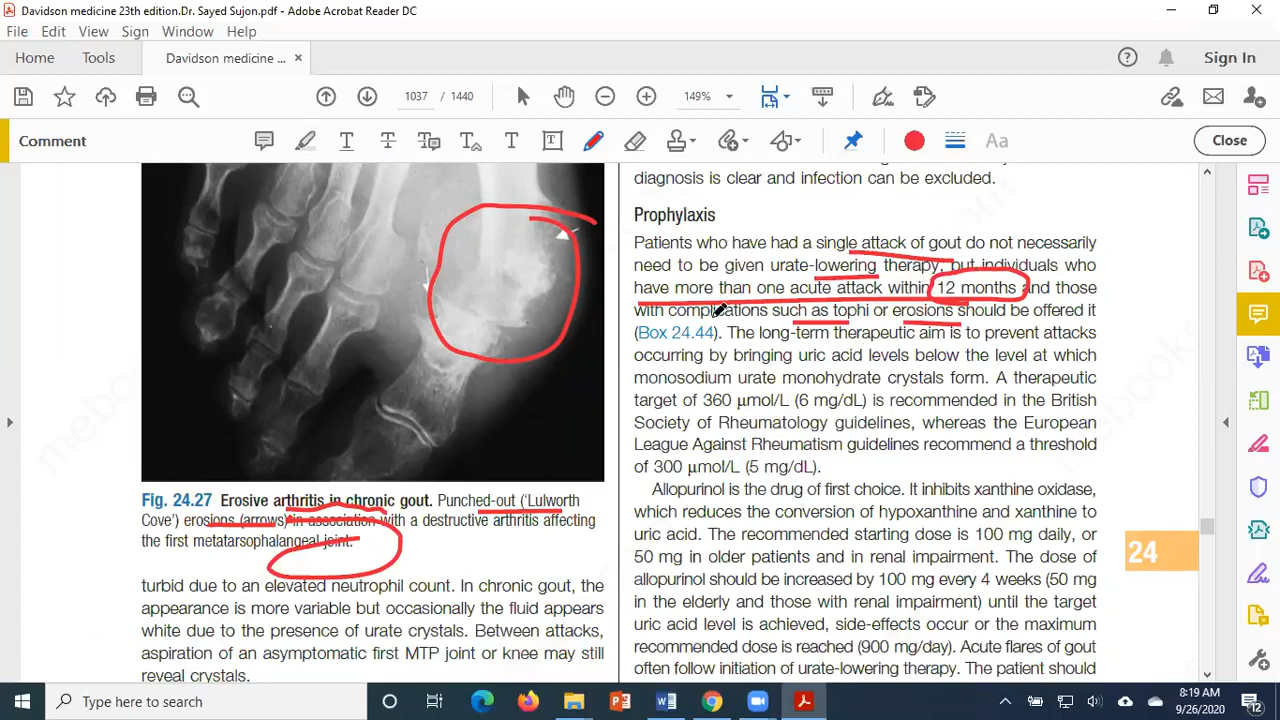 Davidson medicine 23th edition.Dr. Sayed Sujon.pdf - Adobe Acrobat Reader DC
File Edit View Sign Window Help
Home Tools Davidson medicine ... × Sign In
1037 / 1440 149%
Comment Close
diagnosis is clear and infection can be excluded.
Prophylaxis
Patients who have had a single attack of gout do not necessarily
need to be given urate-lowering therapy, but individuals who
have more than one acute attack within 12 months and those
with complications such as tophi or erosions should be offered it
(Box 24.44). The long-term therapeutic aim is to prevent attacks
occurring by bringing uric acid levels below the level at which
monosodium urate monohydrate crystals form. A therapeutic
target of 360 μmol/L (6 mg/dL) is recommended in the British
Society of Rheumatology guidelines, whereas the European
League Against Rheumatism guidelines recommend a threshold
of 300 μmol/L (5 mg/dL).
Allopurinol is the drug of first choice. It inhibits xanthine oxidase,
which reduces the conversion of hypoxanthine and xanthine to
uric acid. The recommended starting dose is 100 mg daily, or
50 mg in older patients and in renal impairment. The dose of
allopurinol should be increased by 100 mg every 4 weeks (50 mg
in the elderly and those with renal impairment) until the target
uric acid level is achieved, side-effects occur or the maximum
recommended dose is reached (900 mg/day). Acute flares of gout
often follow initiation of urate-lowering therapy. The patient should
24
Fig. 24.27 Erosive arthritis in chronic gout. Punched-out ('Lulworth
Cove') erosions (arrows) in association with a destructive arthritis affecting
the first metatarsophalangeal joint.
turbid due to an elevated neutrophil count. In chronic gout, the
appearance is more variable but occasionally the fluid appears
white due to the presence of urate crystals. Between attacks,
aspiration of an asymptomatic first MTP joint or knee may still
reveal crystals.
Type here to search
8:19 AM
9/26/2020
12